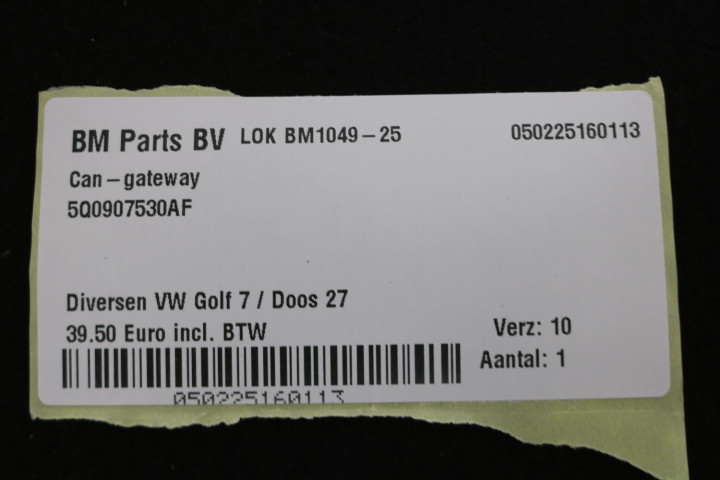 BM Parts BV LOK BM1049-25 050225160113
Can-gateway
5Q0907530AF
Diversen VW Golf 7 / Doos 27
39.50 Euro incl. BTW Verz: 10
Aantal: 1
050225160113